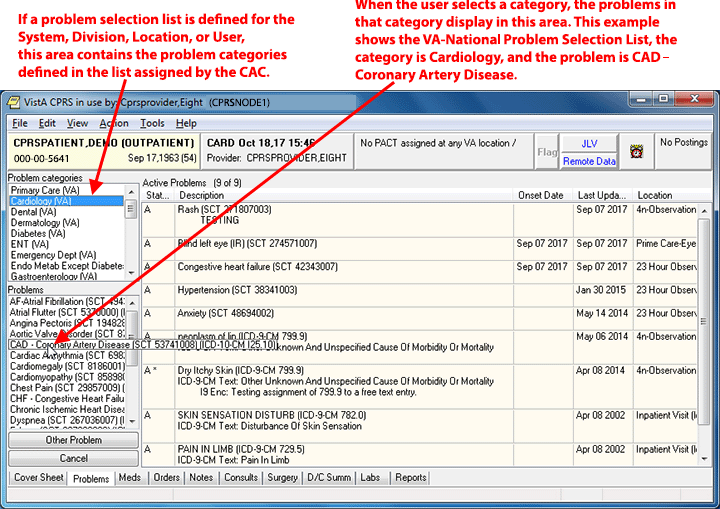 If a problem selection list is defined for the
System, Division, Location, or User,
this area contains the problem categories
defined in the list assigned by the CAC.
When the user selects a category, the problems in
that category display in this area. This example
shows the VA-National Problem Selection List, the
category is Cardiology, and the problem is CAD –
Coronary Artery Disease.
VistA CPRS in use by: Cprsprovider,Eight (CPRSNODE1)
File Edit View Action Tools Help
CPRSPATIENT,DEMO (OUTPATIENT)
000-00-5641 Sep 17,1963 (54)
CARD Oct 18,17 15:46
Provider: CPRSPROVIDER,EIGHT
No PACT assigned at any VA location /
Flag
JLV
Remote Data
No Postings
Problem categories
Primary Care (VA)
Cardiology (VA)
Dental (VA)
Dermatology (VA)
Diabetes (VA)
ENT (VA)
Emergency Dept (VA)
Endo Metab Except Diabete
Gastroenterology (VA)
Problems
AF-Atrial Fibrillation (SCT 494
Atrial Flutter (SCT 5370000) (I
Angina Pectoris (SCT 194828
Aortic Valve Disorder (SCT 8
CAD - Coronary Artery Disease (SCT 53741008) (ICD-10-CM I25.10)
Cardiac Arrhythmia (SCT 698
Cardiomegaly (SCT 8186001)
Cardiomyopathy (SCT 858980
Chest Pain (SCT 29857009) (
CHF - Congestive Heart Failu
Chronic Ischemic Heart Disea
Dyspnea (SCT 267036007) (I
Other Problem
Cancel
Active Problems (9 of 9)
Stat... Description Onset Date Last Upda... Location
A Rash (SCT 271807003) Sep 07 2017 4n-Observation
TESTING
A Blind left eye (IR) (SCT 274571007) Sep 07 2017 Sep 07 2017 Prime Care-Eye
A Congestive heart failure (SCT 42343007) Sep 07 2017 Sep 07 2017 23 Hour Observ
A Hypertension (SCT 38341003) Jan 30 2015 23 Hour Observ
A Anxiety (SCT 48694002) May 14 2014 23 Hour Observ
A neoplasm of lip (ICD-9-CM 799.9) May 06 2014 4n-Observation
Unknown And Unspecified Cause Of Morbidity Or Mortality
A * Dry Itchy Skin (ICD-9-CM 799.9) Apr 08 2014 4n-Observation
ICD-9-CM Text: Other Unknown And Unspecified Cause Of Morbidity Or Mortality
I9 Enc: Testing assignment of 799.9 to a free text entry.
A SKIN SENSATION DISTURB (ICD-9-CM 782.0) Apr 08 2002 Inpatient Visit (l
ICD-9-CM Text: Disturbance Of Skin Sensation
A PAIN IN LIMB (ICD-9-CM 729.5) Apr 08 2002 Inpatient Visit (l
ICD-9-CM Text: Pain In Limb
Cover Sheet Problems Meds Orders Notes Consults Surgery D/C Summ Labs Reports